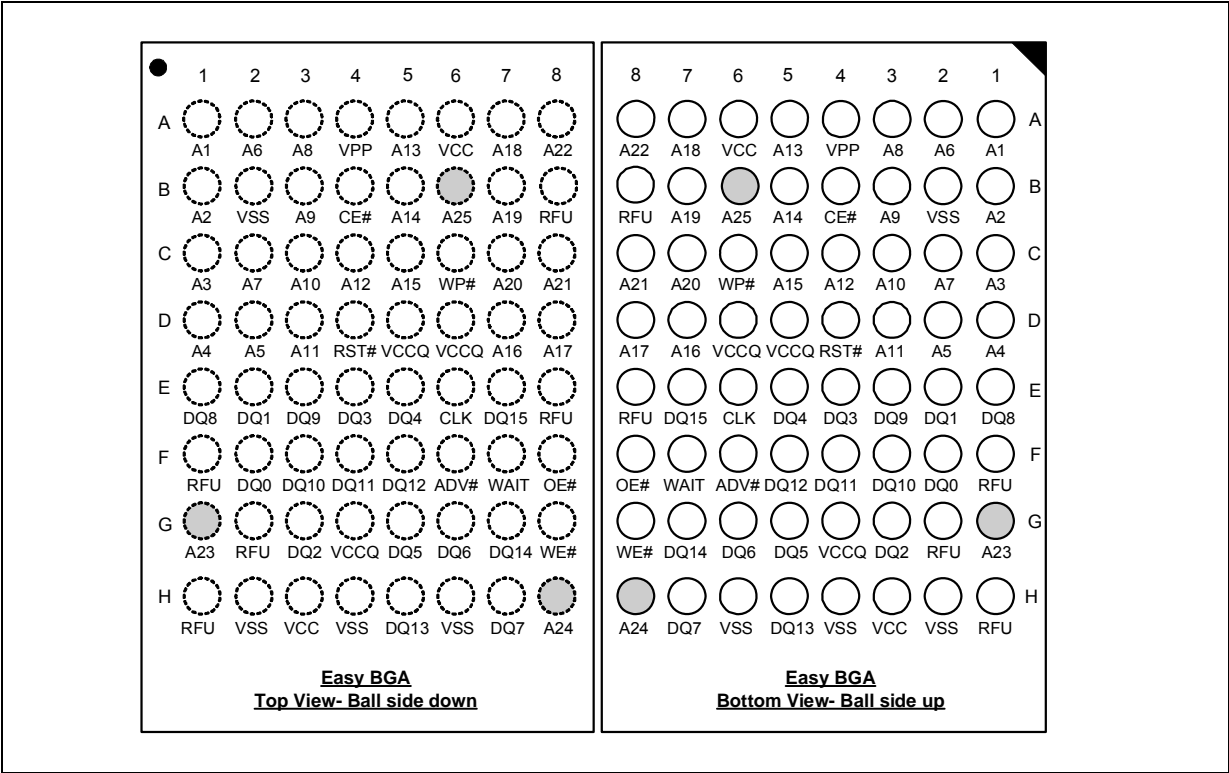 1 2 3 4 5 6 7 8
A
A1 A6 A8 VPP A13 VCC A18 A22
B
A2 VSS A9 CE# A14 A25 A19 RFU
C
A3 A7 A10 A12 A15 WP# A20 A21
D
A4 A5 A11 RST# VCCQ VCCQ A16 A17
E
DQ8 DQ1 DQ9 DQ3 DQ4 CLK DQ15 RFU
F
RFU DQ0 DQ10 DQ11 DQ12 ADV# WAIT OE#
G
A23 RFU DQ2 VCCQ DQ5 DQ6 DQ14 WE#
H
RFU VSS VCC VSS DQ13 VSS DQ7 A24
Easy BGA
Top View- Ball side down
8 7 6 5 4 3 2 1
A
A22 A18 VCC A13 VPP A8 A6 A1
B
RFU A19 A25 A14 CE# A9 VSS A2
C
A21 A20 WP# A15 A12 A10 A7 A3
D
A17 A16 VCCQ VCCQ RST# A11 A5 A4
E
RFU DQ15 CLK DQ4 DQ3 DQ9 DQ1 DQ8
F
OE# WAIT ADV# DQ12 DQ11 DQ10 DQ0 RFU
G
WE# DQ14 DQ6 DQ5 VCCQ DQ2 RFU A23
H
A24 DQ7 VSS DQ13 VSS VCC VSS RFU
Easy BGA
Bottom View- Ball side up